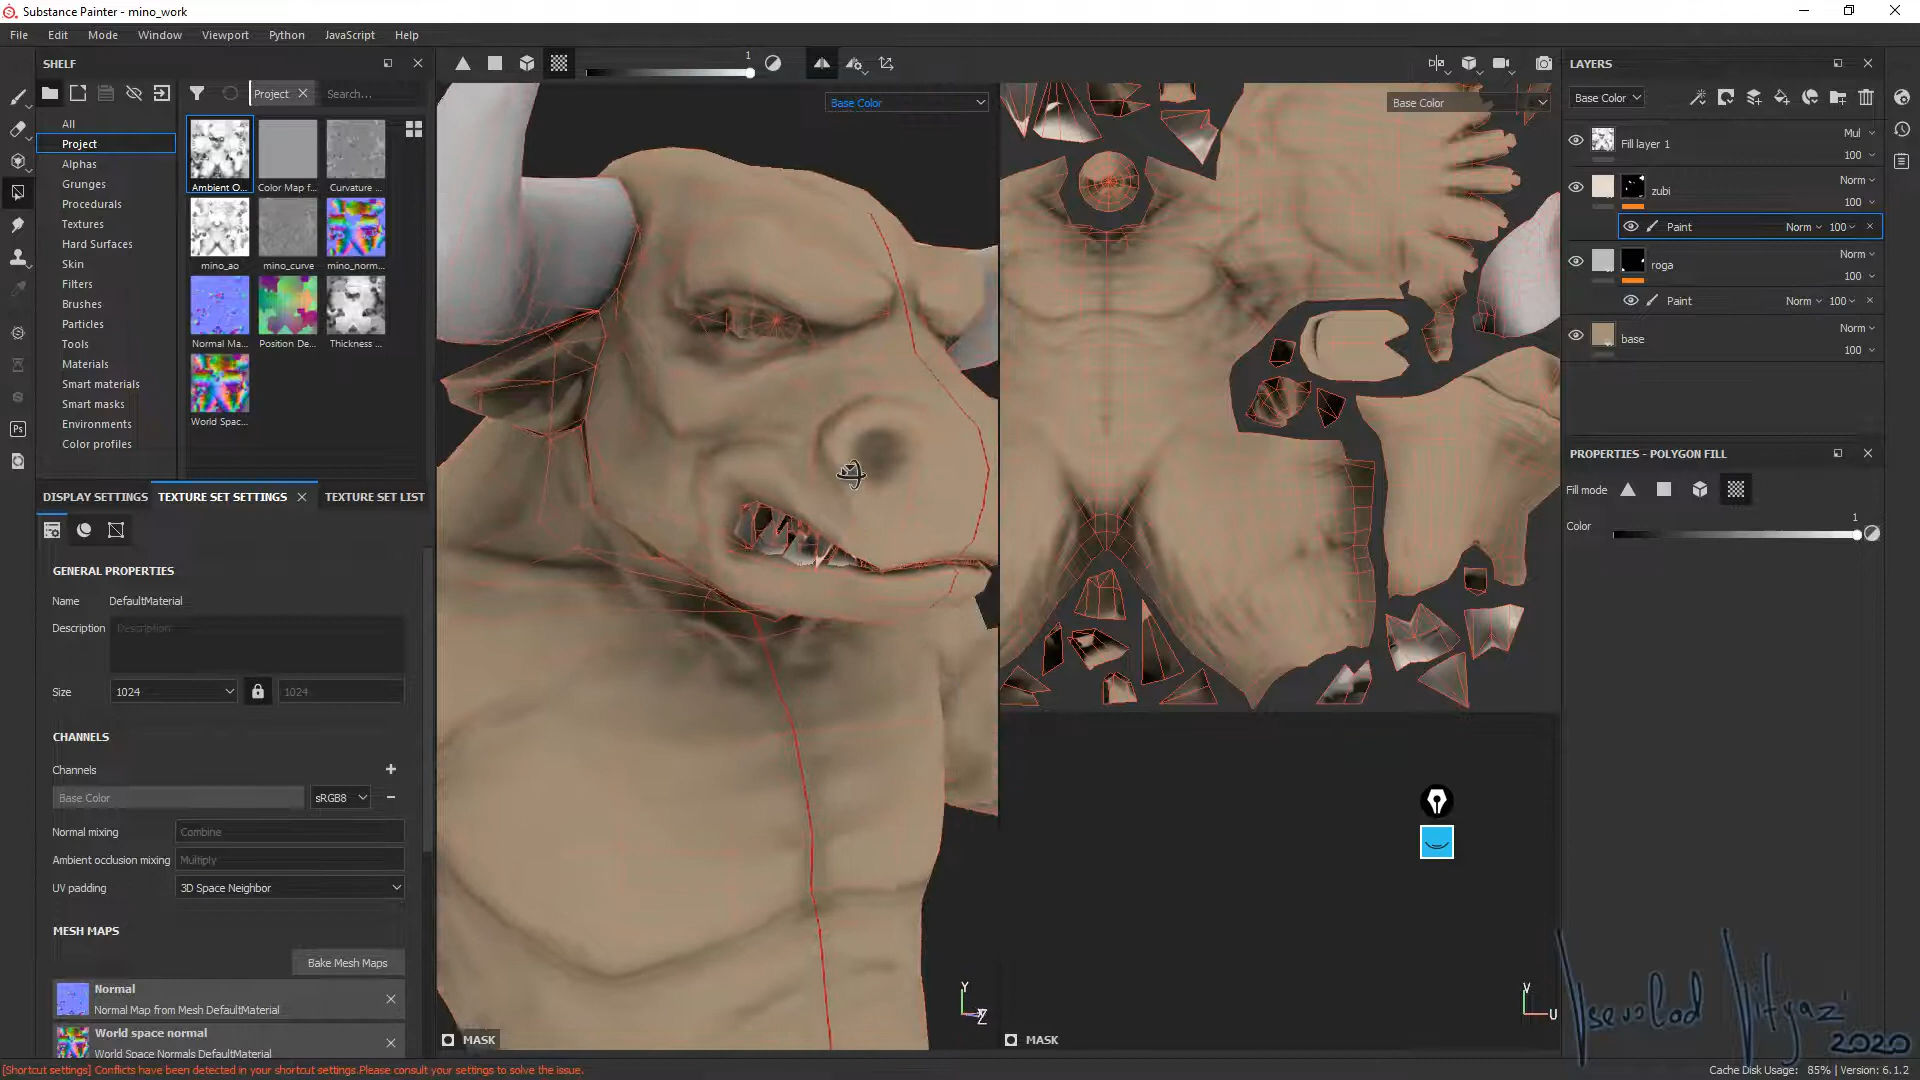 Substance Painter - mino_work
File Edit Mode Window Viewport Python JavaScript Help
SHELF
Project
Search...
All
Project
Alphas
Grunges
Procedurals
Textures
Hard Surfaces
Skin
Filters
Brushes
Particles
Tools
Materials
Smart materials
Smart masks
Environments
Color profiles
Ambient O... Color Map f... Curvature ...
mino_ao mino_curve mino_norm...
Normal Ma... Position De... Thickness ...
World Spac...
Ps
1
Base Color
Base Color
DISPLAY SETTINGS TEXTURE SET SETTINGS TEXTURE SET LIST
GENERAL PROPERTIES
Name DefaultMaterial
Description Description
Size 1024 1024
CHANNELS
Channels
Base Color sRGB8
Normal mixing Combine
Ambient occlusion mixing Multiply
UV padding 3D Space Neighbor
MESH MAPS
Bake Mesh Maps
Normal
Normal Map from Mesh DefaultMaterial
World space normal
World Space Normals DefaultMaterial
MASK
Y
Z
MASK
V
U
LAYERS
Base Color
Fill layer 1 Mul 100
zubi Norm 100
Paint Norm 100
roga Norm 100
Paint Norm 100
base Norm 100
PROPERTIES - POLYGON FILL
Fill mode
Color 1
2020
[Shortcut settings] Conflicts have been detected in your shortcut settings.Please consult your settings to solve the issue.
Cache Disk Usage: 85% | Version: 6.1.2